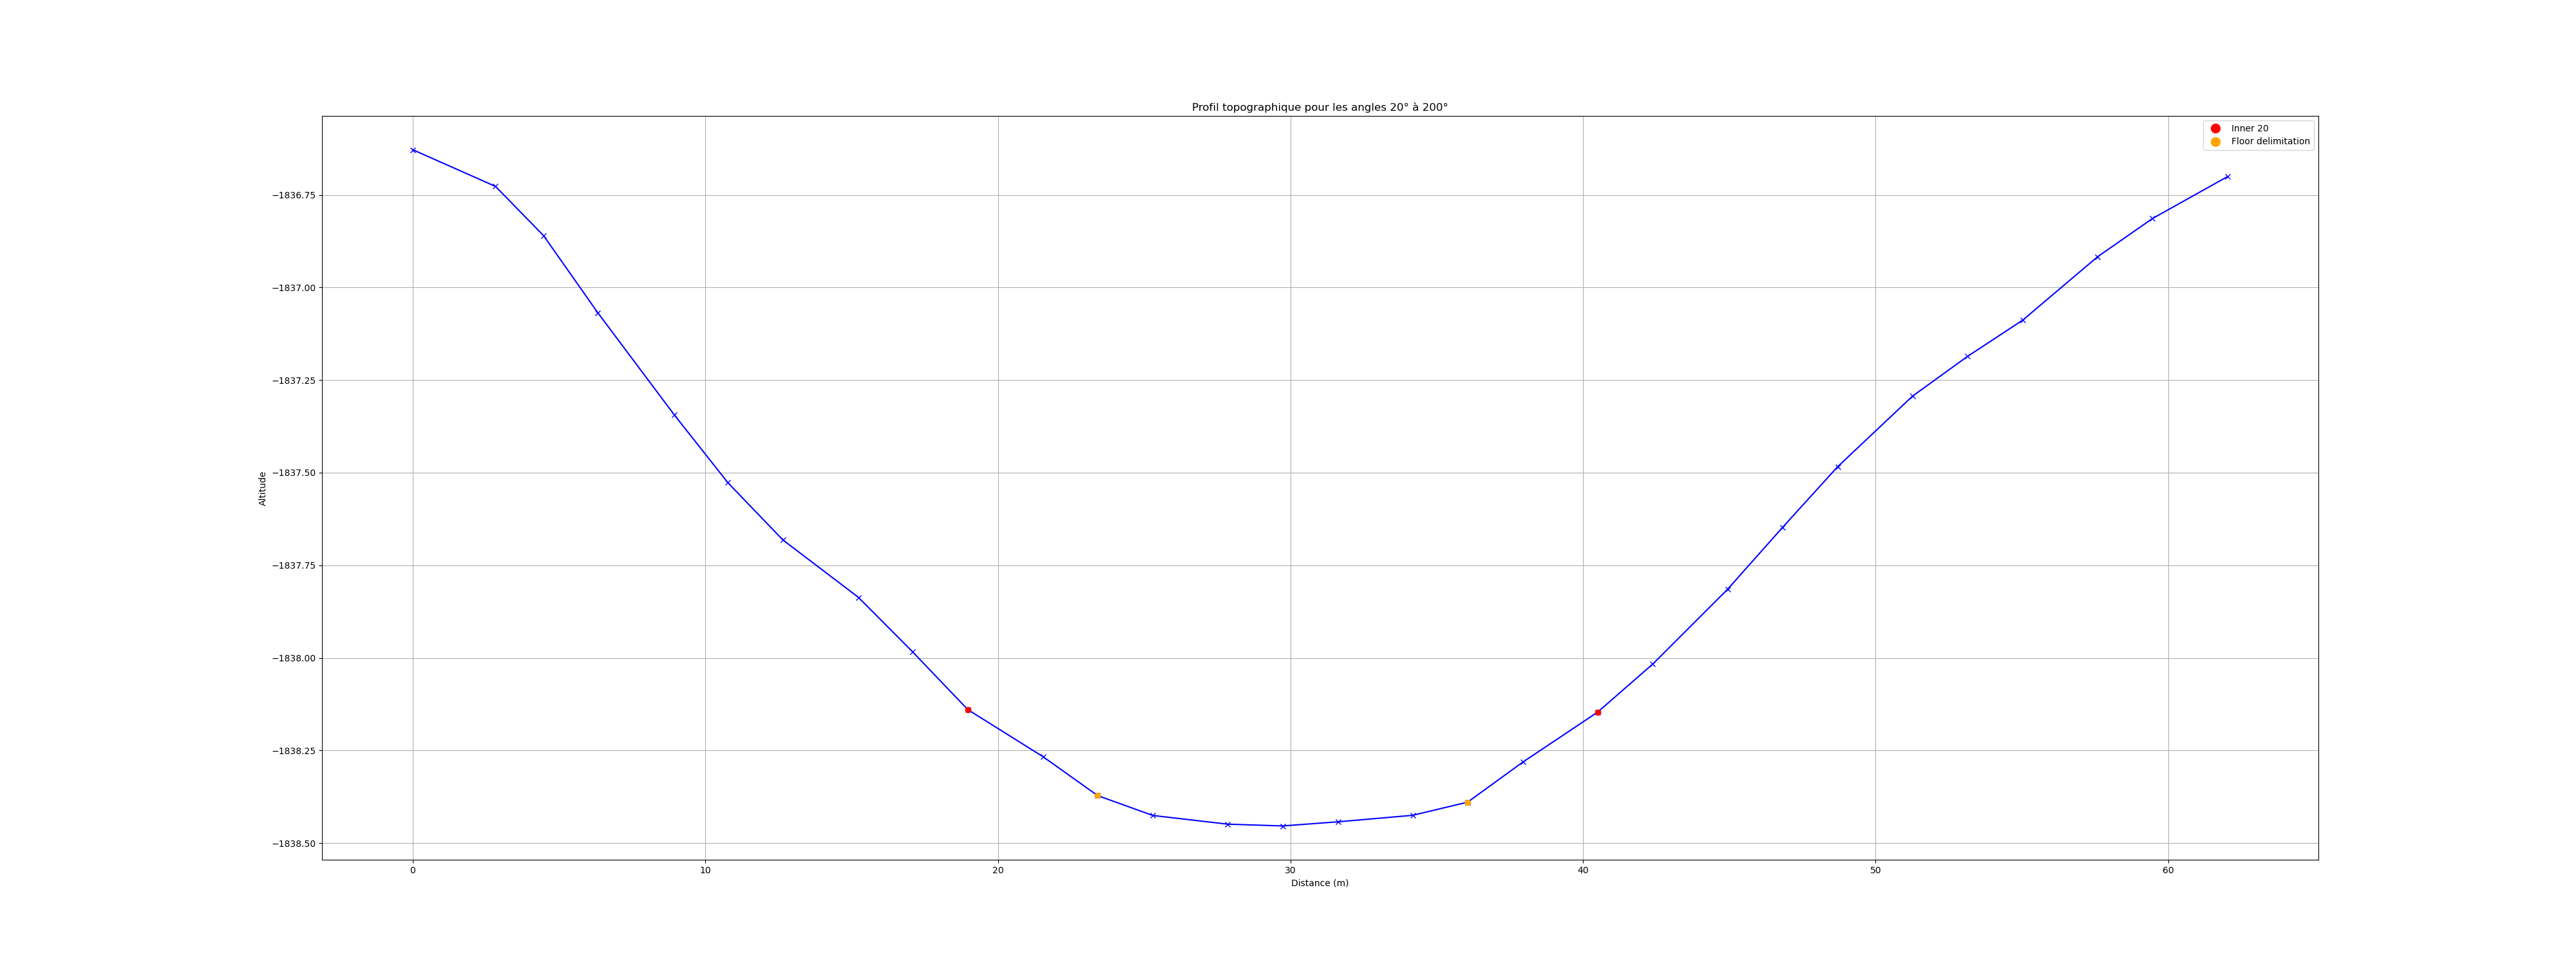 Profil topographique pour les angles 20° à 200°
Inner 20
Floor delimitation
−1836.75
−1837.00
−1837.25
−1837.50
−1837.75
−1838.00
−1838.25
−1838.50
Altitude
0 10 20 30 40 50 60
Distance (m)